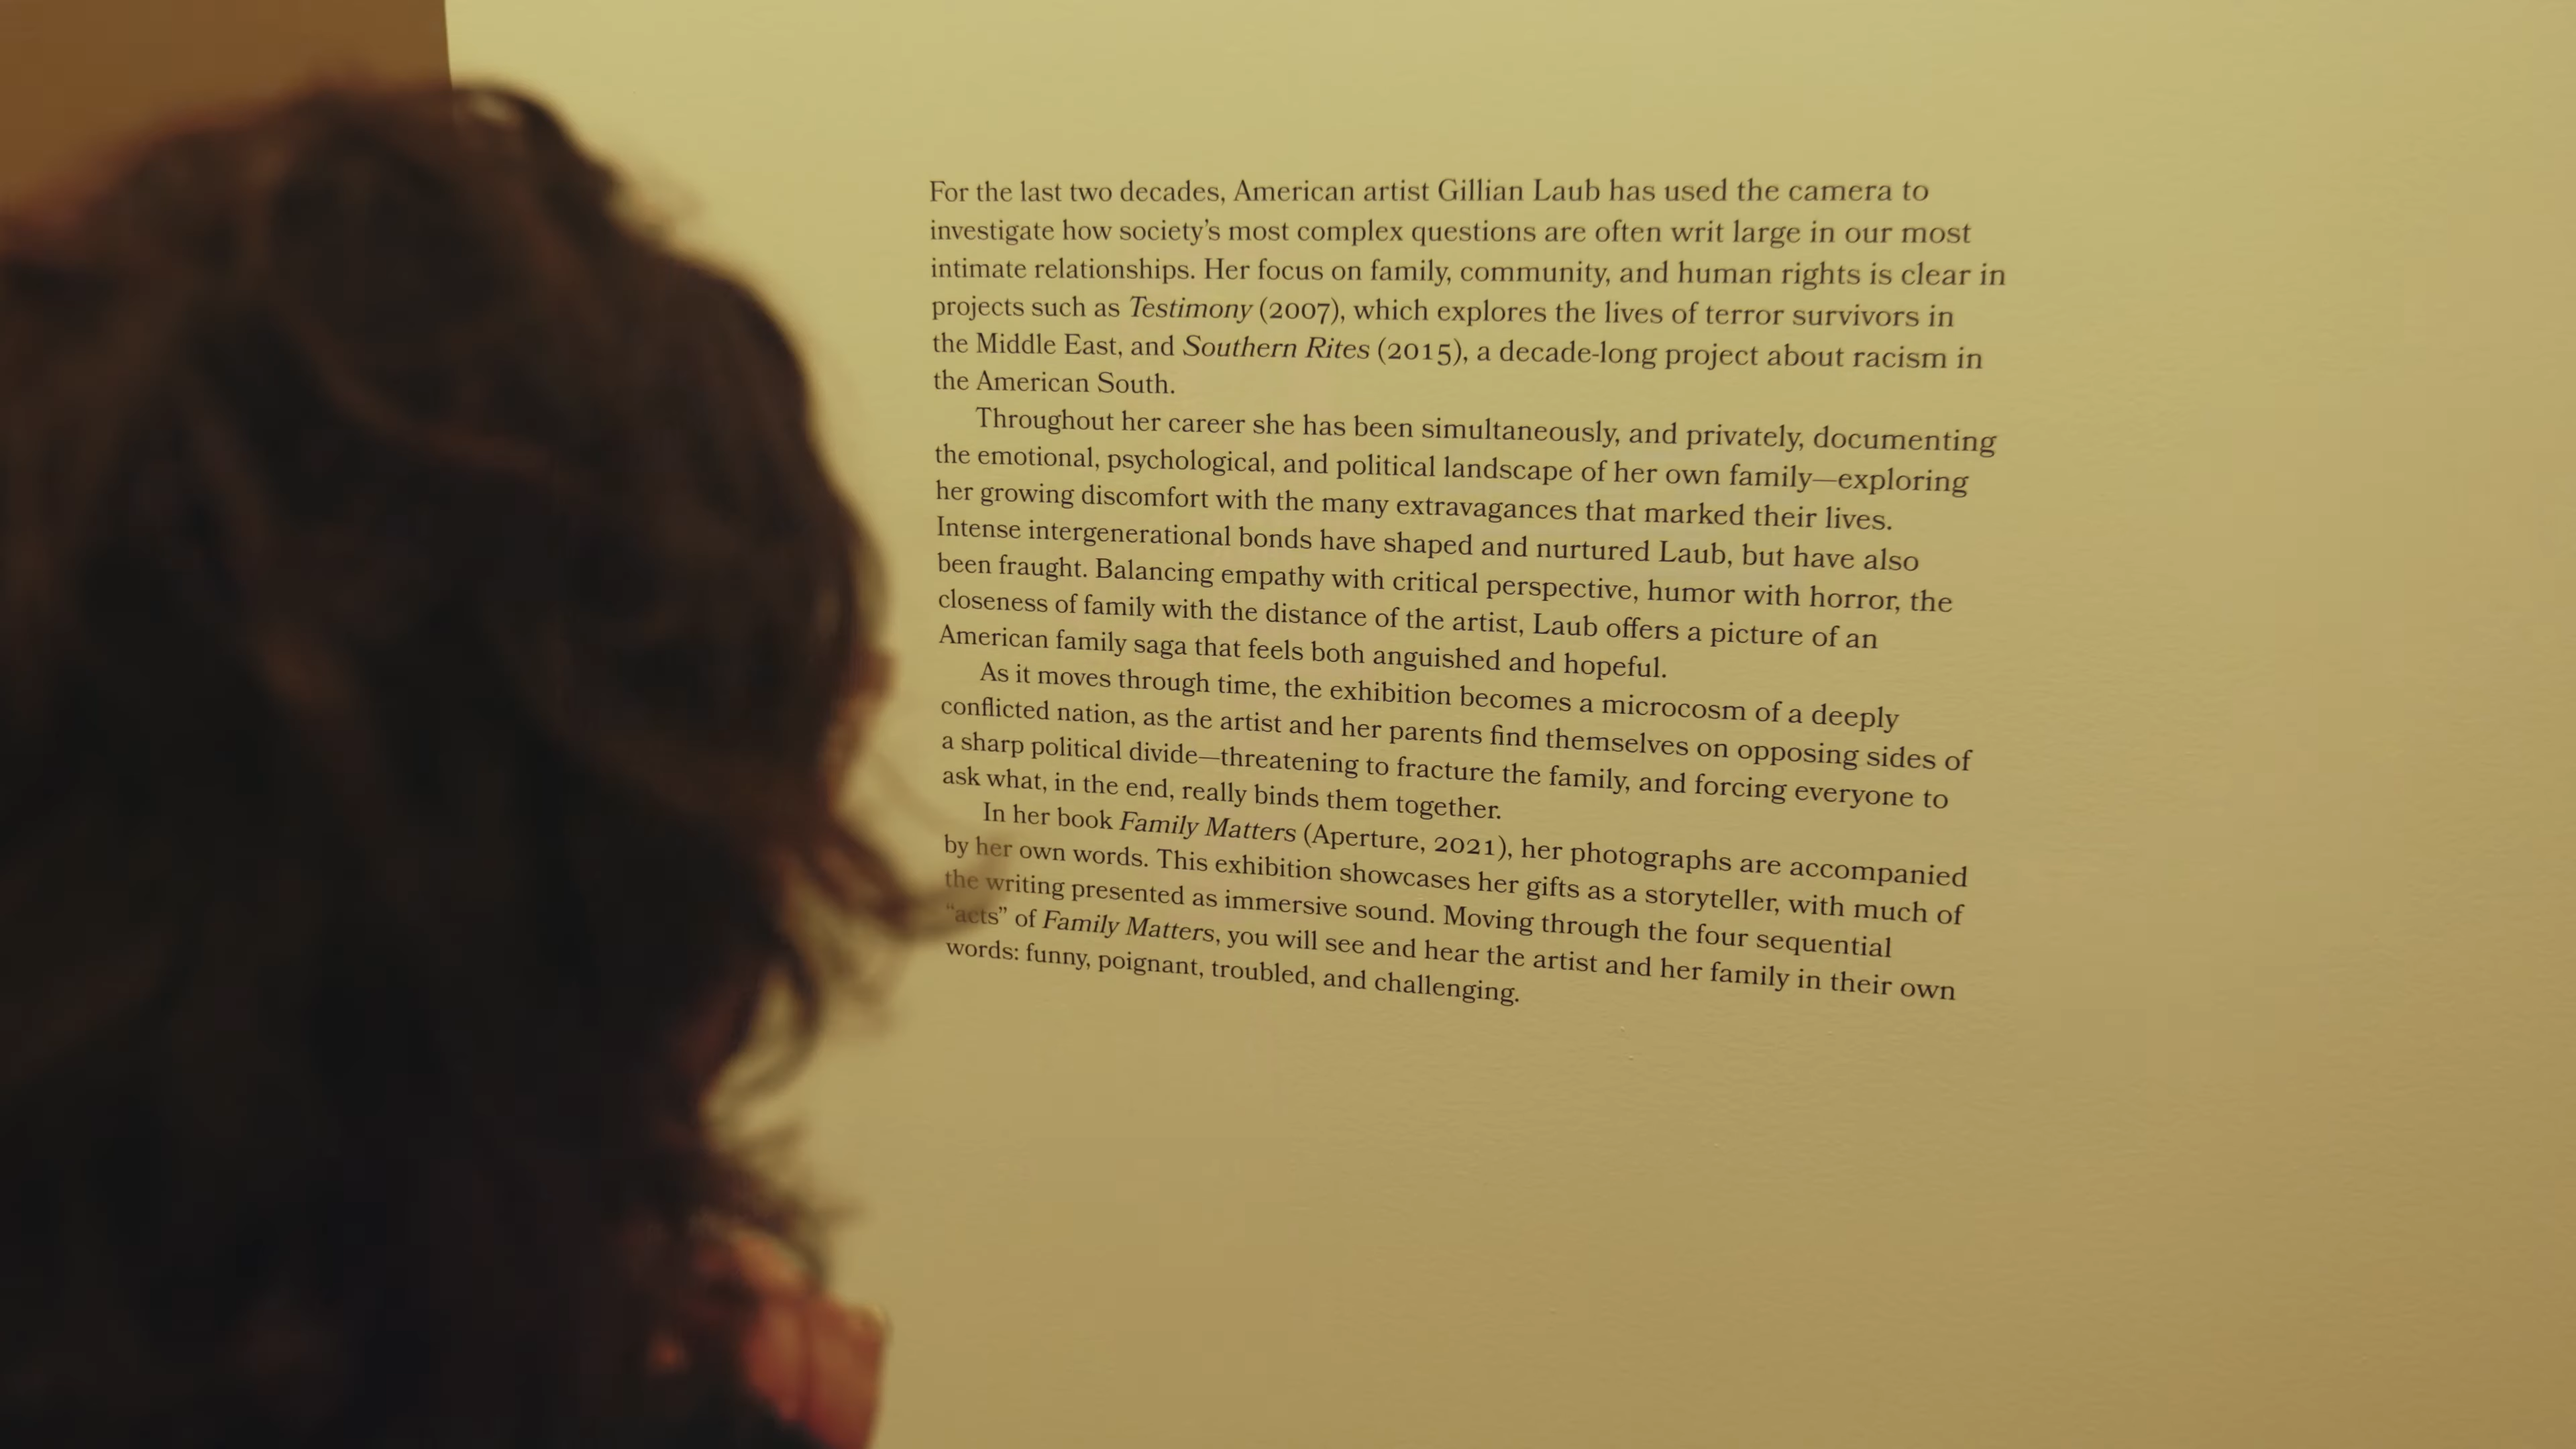 For the last two decades, American artist Gillian Laub has used the camera to
investigate how society’s most complex questions are often writ large in our most
intimate relationships. Her focus on family, community, and human rights is clear in
projects such as Testimony (2007), which explores the lives of terror survivors in
the Middle East, and Southern Rites (2015), a decade-long project about racism in
the American South.
Throughout her career she has been simultaneously, and privately, documenting
the emotional, psychological, and political landscape of her own family—exploring
her growing discomfort with the many extravagances that marked their lives.
Intense intergenerational bonds have shaped and nurtured Laub, but have also
been fraught. Balancing empathy with critical perspective, humor with horror, the
closeness of family with the distance of the artist, Laub offers a picture of an
American family saga that feels both anguished and hopeful.
As it moves through time, the exhibition becomes a microcosm of a deeply
conflicted nation, as the artist and her parents find themselves on opposing sides of
a sharp political divide—threatening to fracture the family, and forcing everyone to
ask what, in the end, really binds them together.
In her book Family Matters (Aperture, 2021), her photographs are accompanied
by her own words. This exhibition showcases her gifts as a storyteller, with much of
the writing presented as immersive sound. Moving through the four sequential
“acts” of Family Matters, you will see and hear the artist and her family in their own
words: funny, poignant, troubled, and challenging.